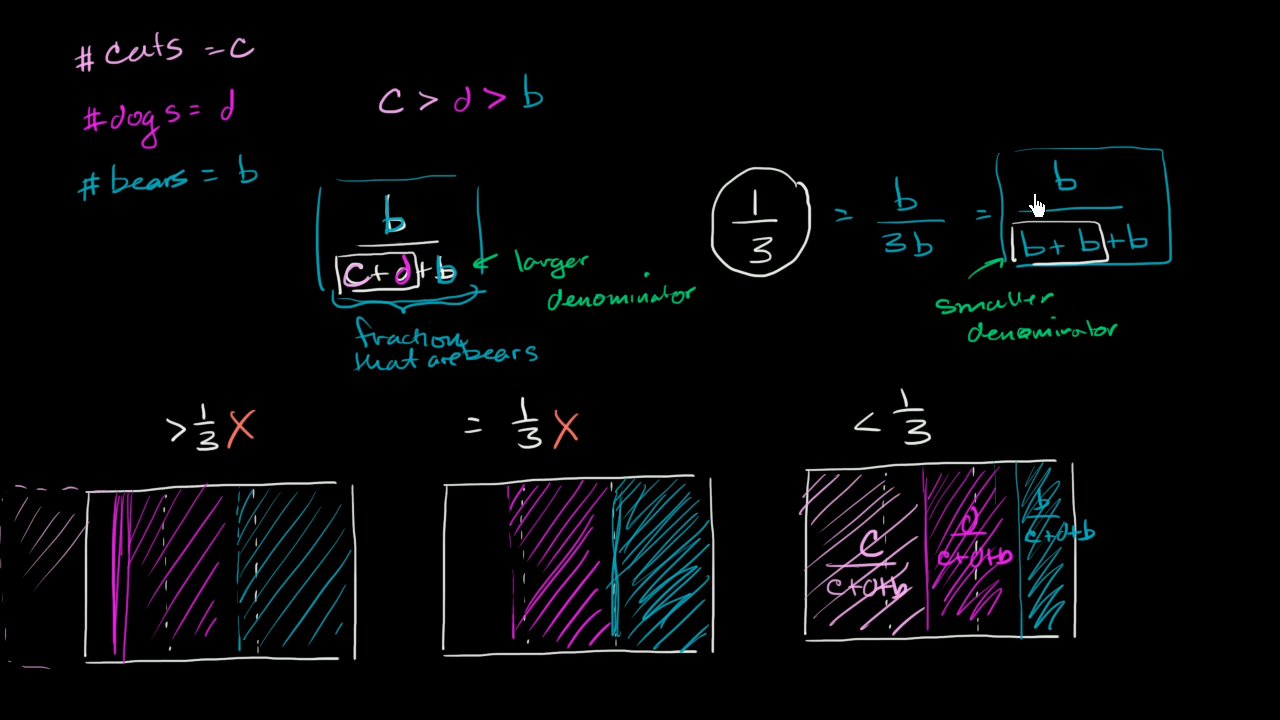 # cats = c
# dogs = d
# bears = b
c > d > b
b
c + d + b
larger
denominator
fraction
that are bears
1/3 = b/3b = b/(b + b + b)
smaller
denominator
> 1/3 X
= 1/3 X
< 1/3
c/(c+d+b)
d/(c+d+b)
b/(c+d+b)